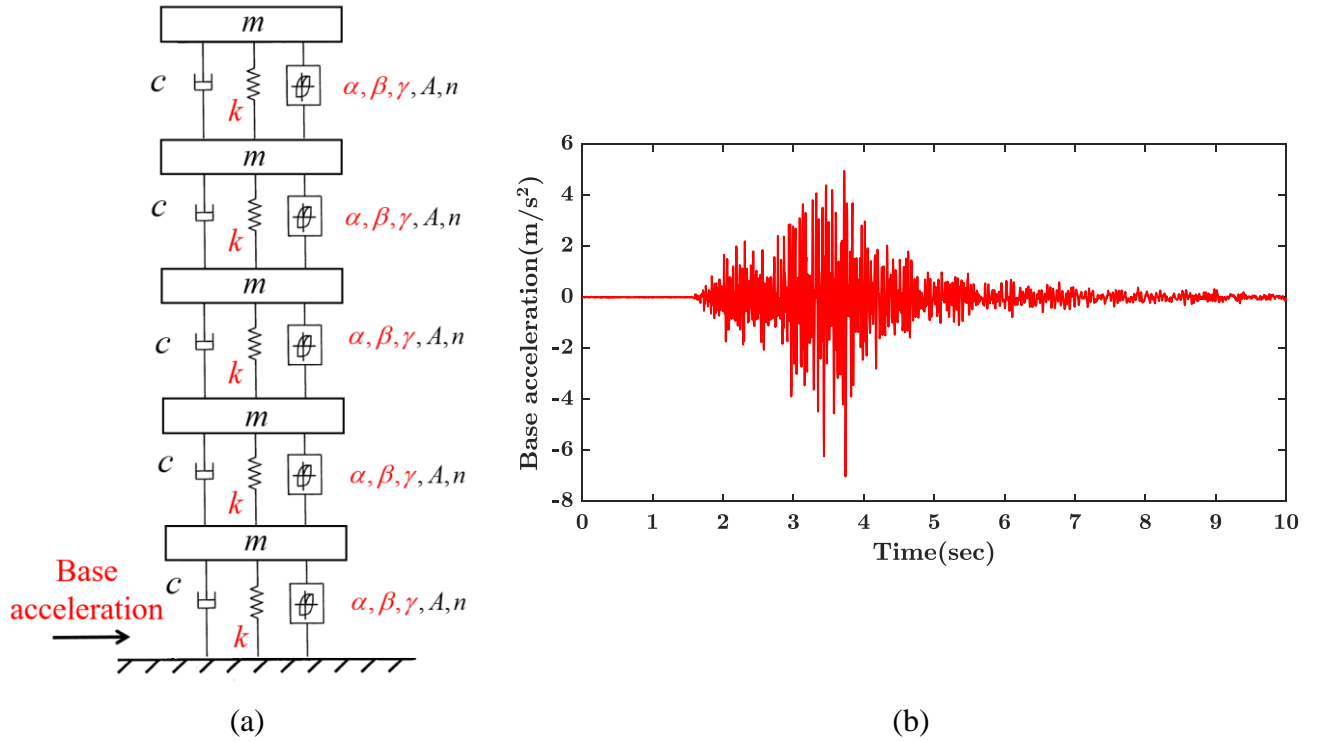 m
c
k
α, β, γ, A, n
m
c
k
α, β, γ, A, n
m
c
k
α, β, γ, A, n
m
c
k
α, β, γ, A, n
m
c
k
α, β, γ, A, n
Base
acceleration
(a)
Base acceleration(m/s²)
6
4
2
0
-2
-4
-6
-8
0 1 2 3 4 5 6 7 8 9 10
Time(sec)
(b)